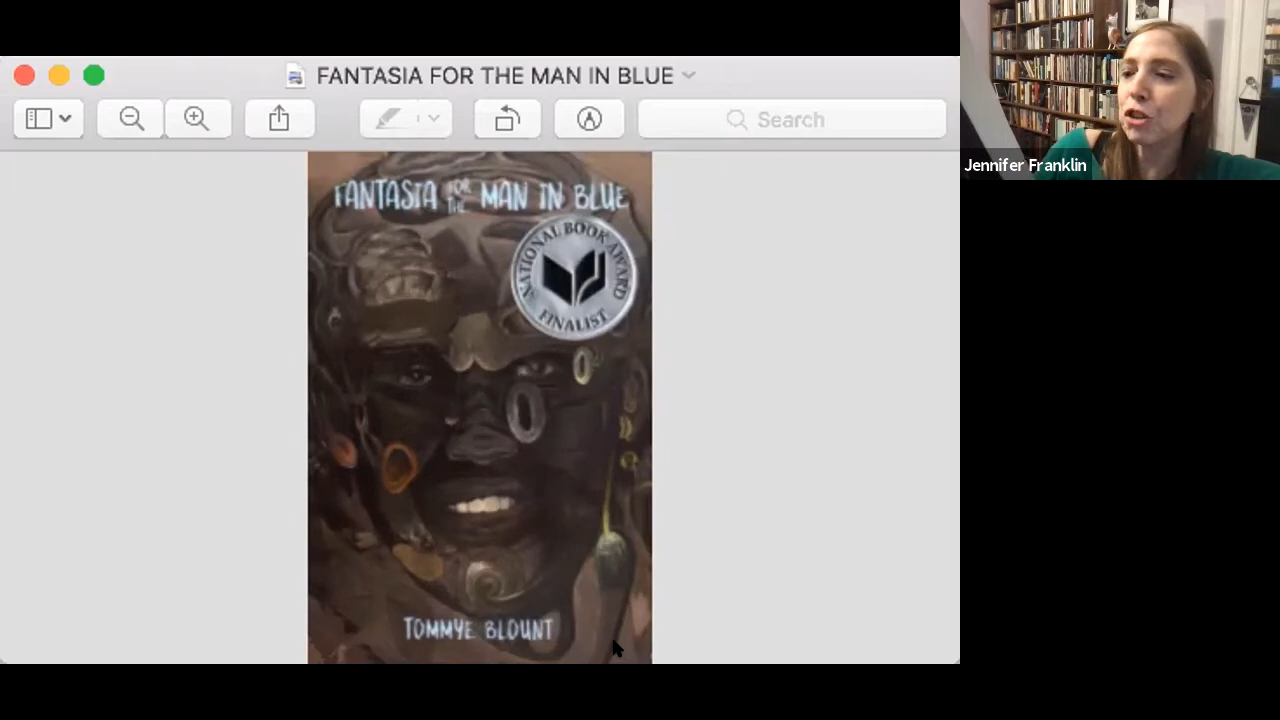 FANTASIA FOR THE MAN IN BLUE
Search
Jennifer Franklin
FANTASIA FOR THE MAN IN BLUE
NATIONAL BOOK AWARD
FINALIST
TOMMYE BLOUNT